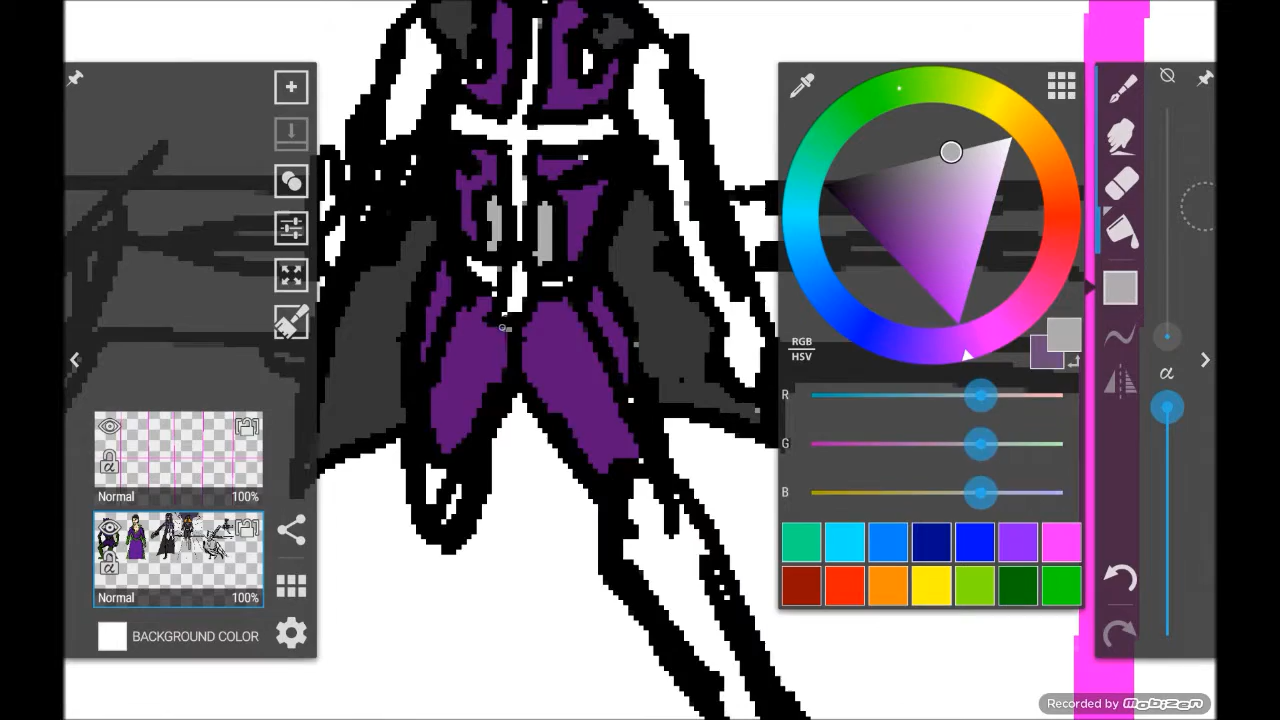 RGB
HSV
α
R
G
B
Normal 100%
Normal 100%
BACKGROUND COLOR
Recorded by mobizen